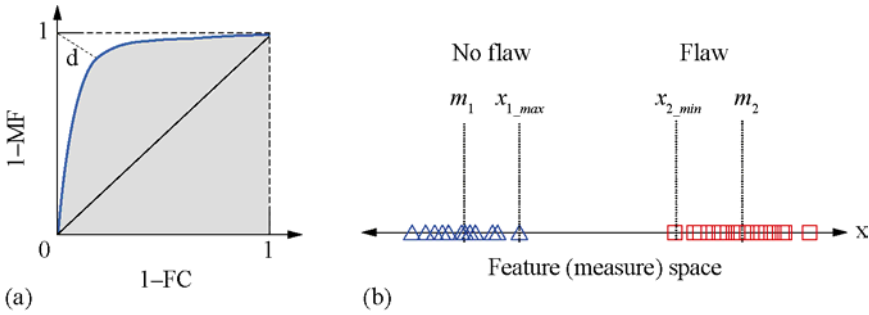 1
d
1–MF
0
1
1–FC
(a)
No flaw
Flaw
m1
x1_max
x2_min
m2
x
Feature (measure) space
(b)